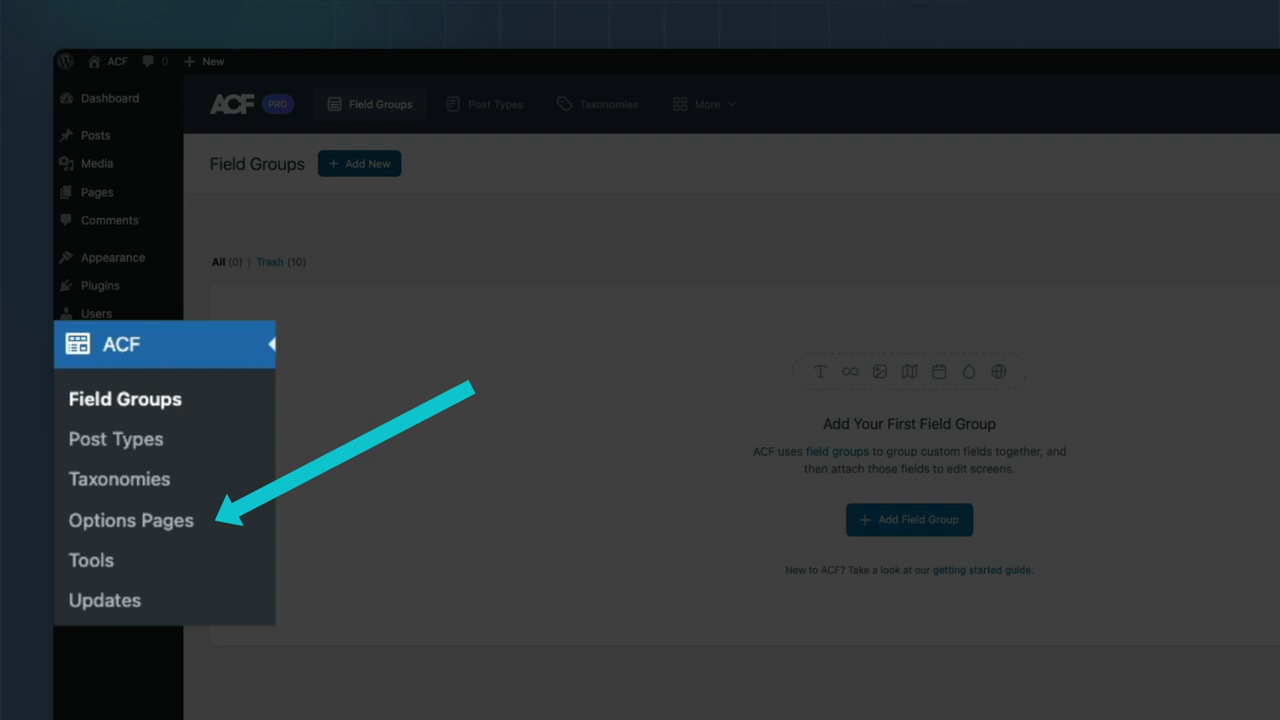 ACF 0 New
Dashboard
Posts
Media
Pages
Comments
Appearance
Plugins
Users
ACF
Field Groups
Post Types
Taxonomies
Options Pages
Tools
Updates
ACF PRO Field Groups Post Types Taxonomies More
Field Groups + Add New
All (0) | Trash (10)
Add Your First Field Group
ACF uses field groups to group custom fields together, and
then attach those fields to edit screens.
+ Add Field Group
New to ACF? Take a look at our getting started guide.